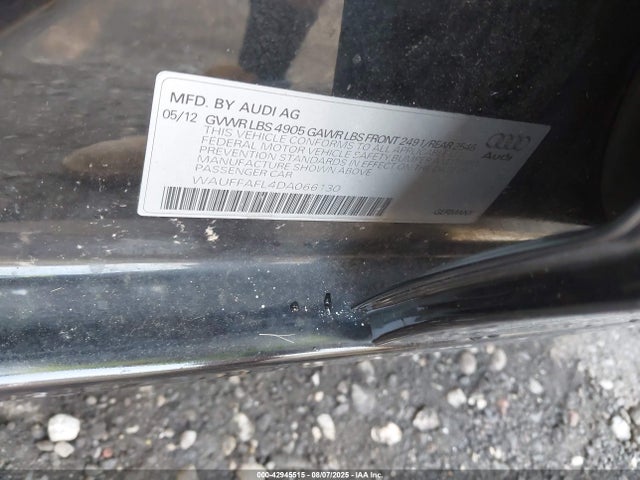 MFD. BY AUDI AG
05/12 GVWR LBS 4905 GAWR LBS FRONT 2491/REAR 2546
THIS VEHICLE CONFORMS TO ALL APPLICABLE
FEDERAL MOTOR VEHICLE SAFETY BUMPER AND THEFT
PREVENTION STANDARDS IN EFFECT ON THE DATE OF
MANUFACTURE SHOWN ABOVE
PASSENGER CAR
WAUFFAFL4DA066130
Audi
GERMANY
000-42945515 - 08/07/2025 - IAA Inc.